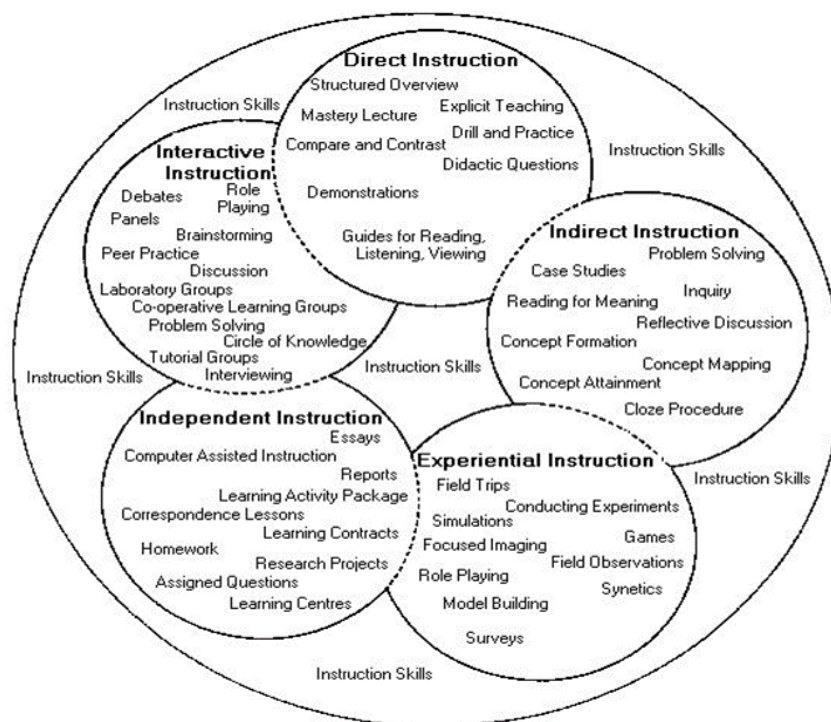 Direct Instruction
Structured Overview
Instruction Skills
Explicit Teaching
Mastery Lecture
Drill and Practice
Compare and Contrast
Didactic Questions
Demonstrations
Guides for Reading,
Listening, Viewing
Instruction Skills
Interactive
Instruction
Debates
Role
Playing
Panels
Brainstorming
Peer Practice
Discussion
Laboratory Groups
Co-operative Learning Groups
Problem Solving
Circle of Knowledge
Tutorial Groups
Interviewing
Indirect Instruction
Problem Solving
Case Studies
Inquiry
Reading for Meaning
Reflective Discussion
Concept Formation
Concept Mapping
Concept Attainment
Cloze Procedure
Instruction Skills
Instruction Skills
Instruction Skills
Independent Instruction
Essays
Computer Assisted Instruction
Reports
Learning Activity Package
Correspondence Lessons
Learning Contracts
Homework
Research Projects
Assigned Questions
Learning Centres
Experiential Instruction
Field Trips
Conducting Experiments
Simulations
Games
Focused Imaging
Field Observations
Role Playing
Synetics
Model Building
Surveys
Instruction Skills